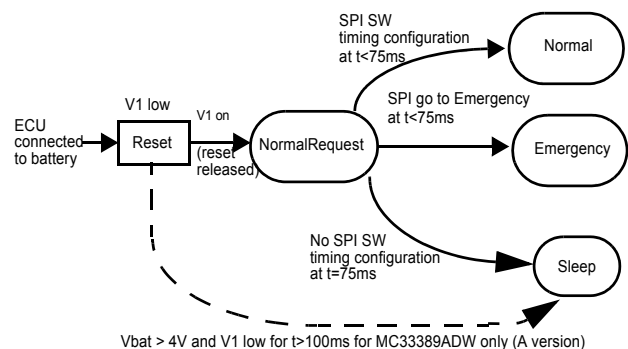 SPI SW
timing configuration
at t<75ms
Normal
V1 low
V1 on
SPI go to Emergency
at t<75ms
ECU
connected
to battery
Reset
(reset
released)
NormalRequest
Emergency
No SPI SW
timing configuration
at t=75ms
Sleep
Vbat > 4V and V1 low for t>100ms for MC33389ADW only (A version)